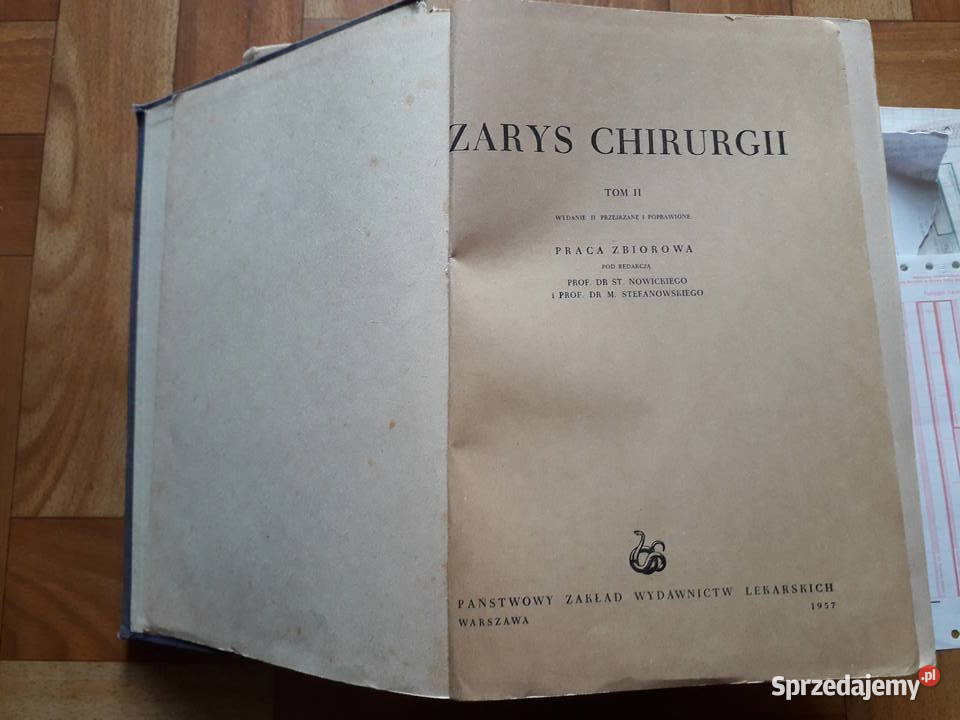 ZARYS CHIRURGII
TOM II
WYDANIE II PRZEJRZANE I POPRAWIONE
PRACA ZBIOROWA
POD REDAKCJĄ
PROF. DR ST. NOWICKIEGO
i PROF. DR M. STEFANOWSKIEGO
PAŃSTWOWY ZAKŁAD WYDAWNICTW LEKARSKICH
WARSZAWA 1957
Sprzedajemy.pl